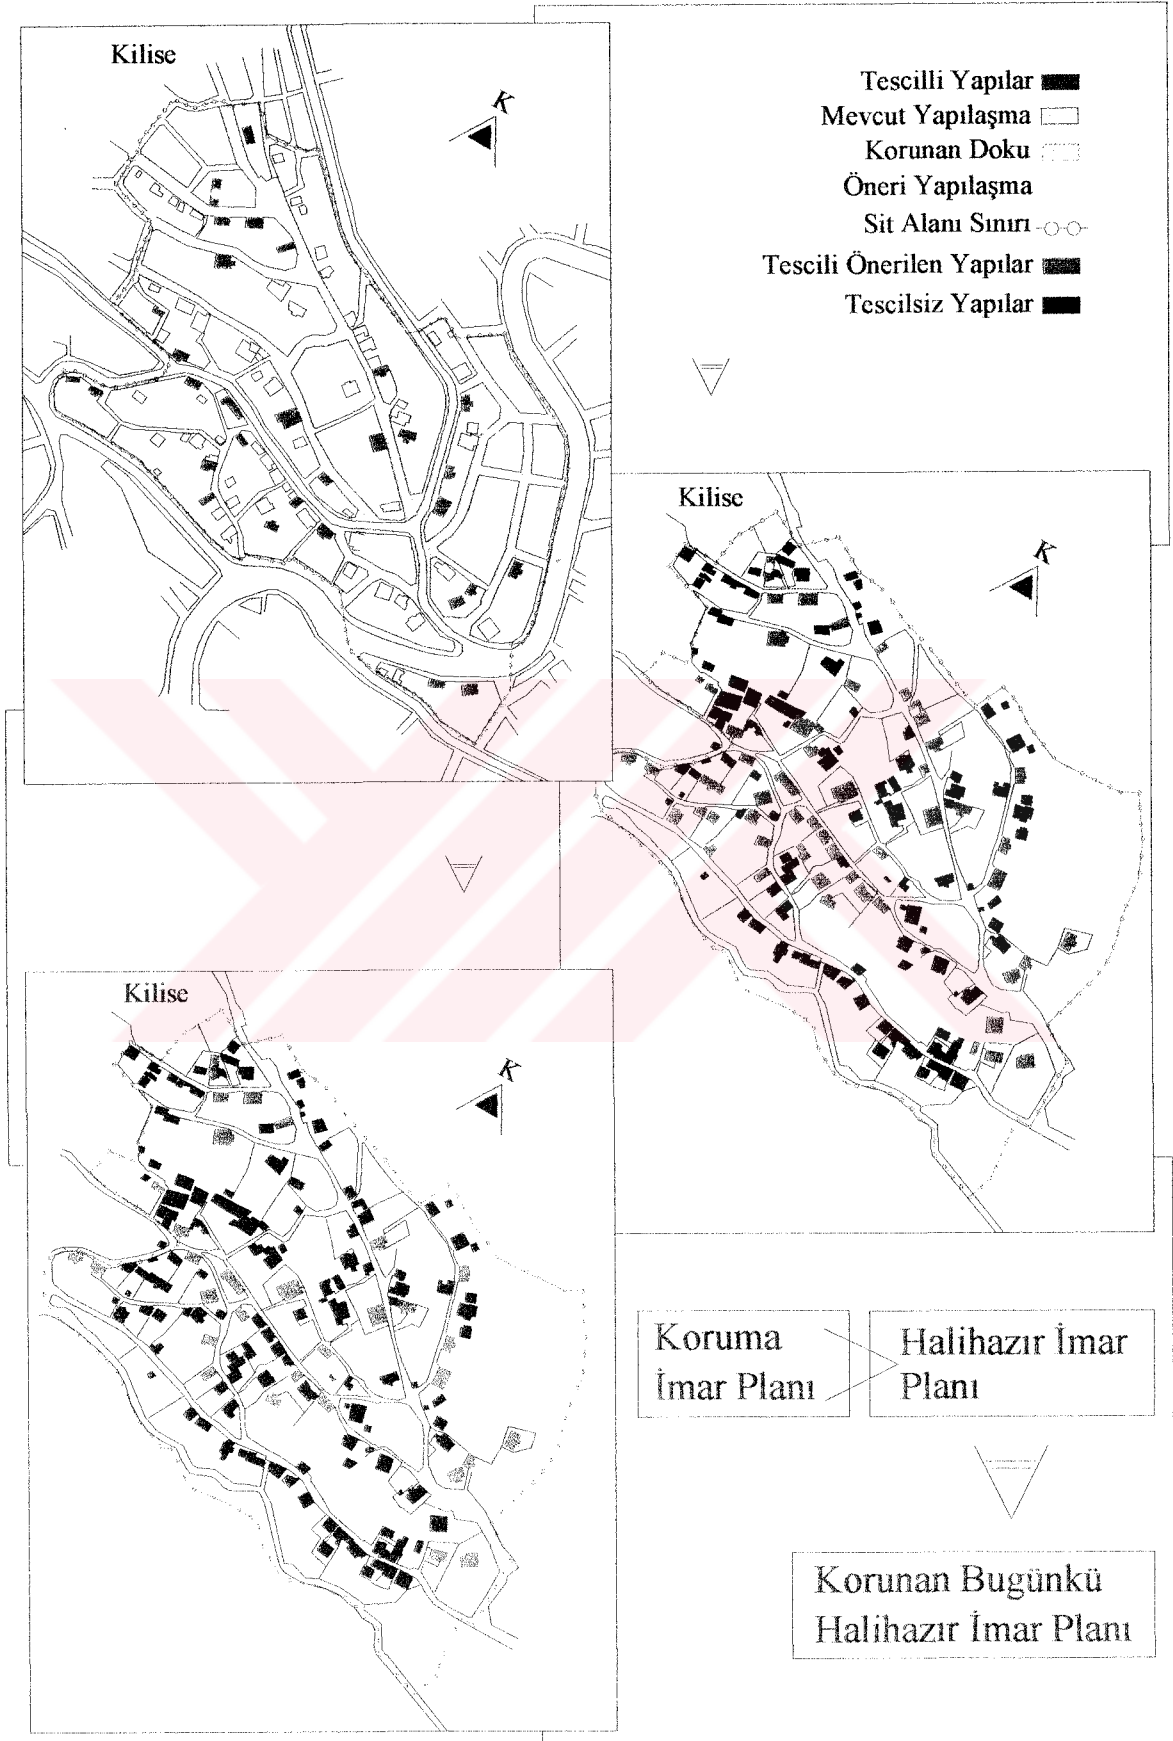 Kilise
K
Tescilli Yapılar
Mevcut Yapılaşma
Korunan Doku
Öneri Yapılaşma
Sit Alanı Sınırı
Tescili Önerilen Yapılar
Tescilsiz Yapılar
Kilise
K
Kilise
K
Koruma
İmar Planı
Halihazır İmar
Planı
Korunan Bugünkü
Halihazır İmar Planı